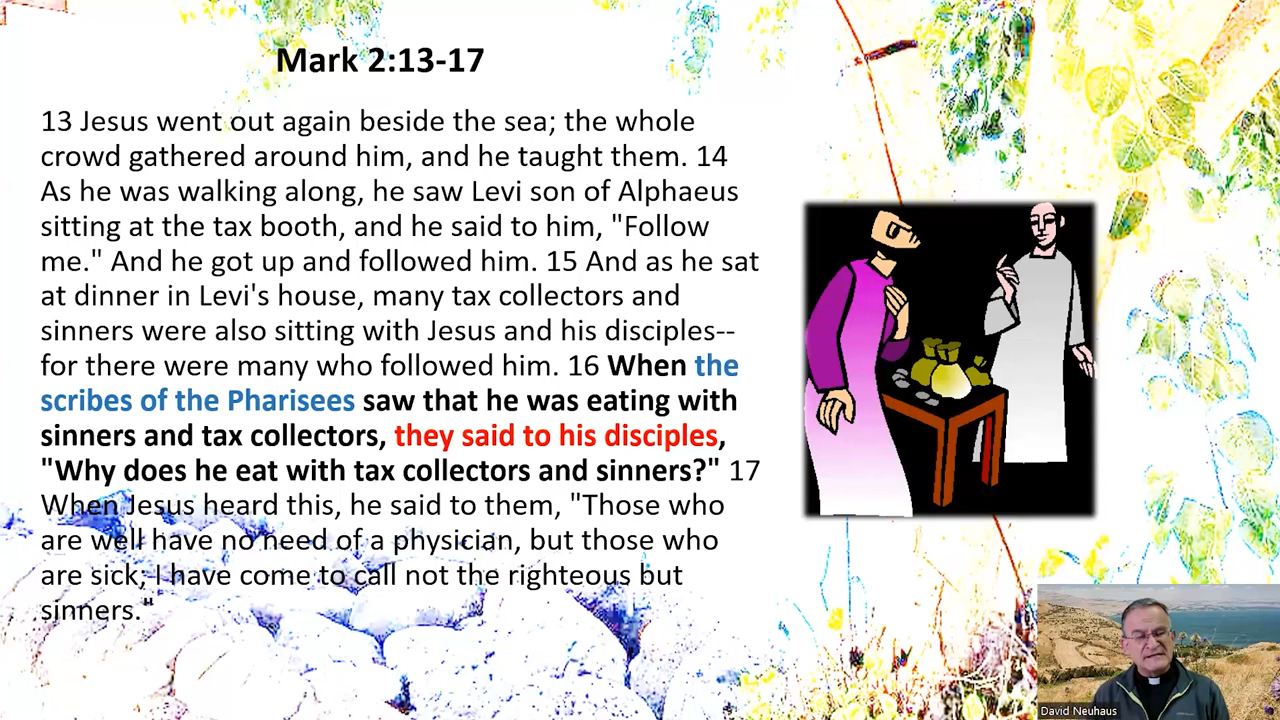 Mark 2:13-17
13 Jesus went out again beside the sea; the whole
crowd gathered around him, and he taught them. 14
As he was walking along, he saw Levi son of Alphaeus
sitting at the tax booth, and he said to him, "Follow
me." And he got up and followed him. 15 And as he sat
at dinner in Levi's house, many tax collectors and
sinners were also sitting with Jesus and his disciples--
for there were many who followed him. 16 When the
scribes of the Pharisees saw that he was eating with
sinners and tax collectors, they said to his disciples,
"Why does he eat with tax collectors and sinners?" 17
When Jesus heard this, he said to them, "Those who
are well have no need of a physician, but those who
are sick; I have come to call not the righteous but
sinners."
David Neuhaus